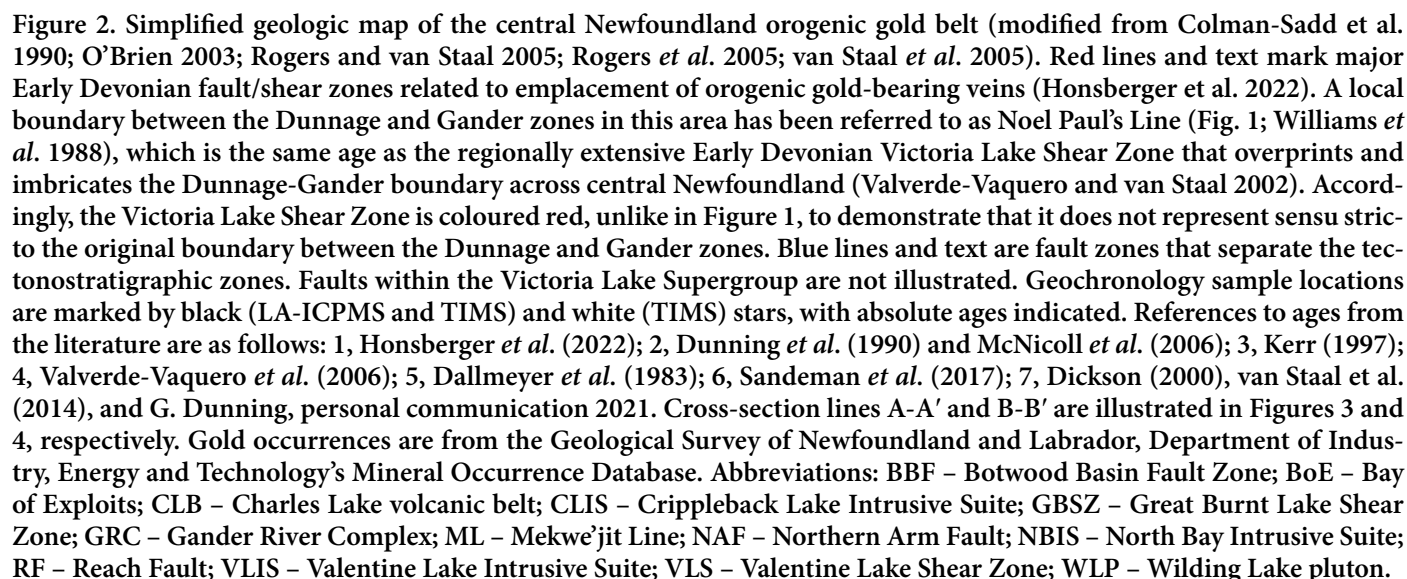 Figure 2. Simplified geologic map of the central Newfoundland orogenic gold belt (modified from Colman-Sadd et al.
1990; O’Brien 2003; Rogers and van Staal 2005; Rogers et al. 2005; van Staal et al. 2005). Red lines and text mark major
Early Devonian fault/shear zones related to emplacement of orogenic gold-bearing veins (Honsberger et al. 2022). A local
boundary between the Dunnage and Gander zones in this area has been referred to as Noel Paul’s Line (Fig. 1; Williams et
al. 1988), which is the same age as the regionally extensive Early Devonian Victoria Lake Shear Zone that overprints and
imbricates the Dunnage-Gander boundary across central Newfoundland (Valverde-Vaquero and van Staal 2002). Accord-
ingly, the Victoria Lake Shear Zone is coloured red, unlike in Figure 1, to demonstrate that it does not represent sensu stric-
to the original boundary between the Dunnage and Gander zones. Blue lines and text are fault zones that separate the tec-
tonostratigraphic zones. Faults within the Victoria Lake Supergroup are not illustrated. Geochronology sample locations
are marked by black (LA-ICPMS and TIMS) and white (TIMS) stars, with absolute ages indicated. References to ages from
the literature are as follows: 1, Honsberger et al. (2022); 2, Dunning et al. (1990) and McNicoll et al. (2006); 3, Kerr (1997);
4, Valverde-Vaquero et al. (2006); 5, Dallmeyer et al. (1983); 6, Sandeman et al. (2017); 7, Dickson (2000), van Staal et al.
(2014), and G. Dunning, personal communication 2021. Cross-section lines A-A′ and B-B′ are illustrated in Figures 3 and
4, respectively. Gold occurrences are from the Geological Survey of Newfoundland and Labrador, Department of Indus-
try, Energy and Technology’s Mineral Occurrence Database. Abbreviations: BBF – Botwood Basin Fault Zone; BoE – Bay
of Exploits; CLB – Charles Lake volcanic belt; CLIS – Crippleback Lake Intrusive Suite; GBSZ – Great Burnt Lake Shear
Zone; GRC – Gander River Complex; ML – Mekwe’jit Line; NAF – Northern Arm Fault; NBIS – North Bay Intrusive Suite;
RF – Reach Fault; VLIS – Valentine Lake Intrusive Suite; VLS – Valentine Lake Shear Zone; WLP – Wilding Lake pluton.